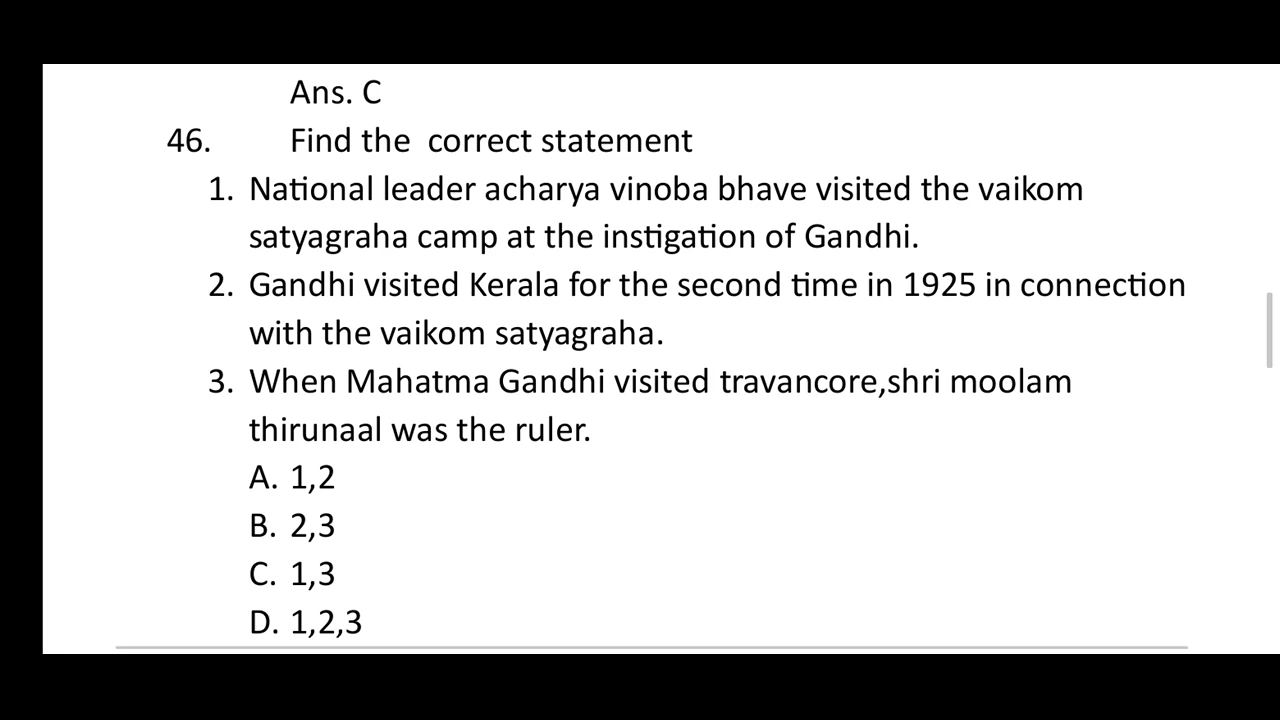 Ans. C
46. Find the correct statement
1. National leader acharya vinoba bhave visited the vaikom
satyagraha camp at the instigation of Gandhi.
2. Gandhi visited Kerala for the second time in 1925 in connection
with the vaikom satyagraha.
3. When Mahatma Gandhi visited travancore,shri moolam
thirunaal was the ruler.
A. 1,2
B. 2,3
C. 1,3
D. 1,2,3